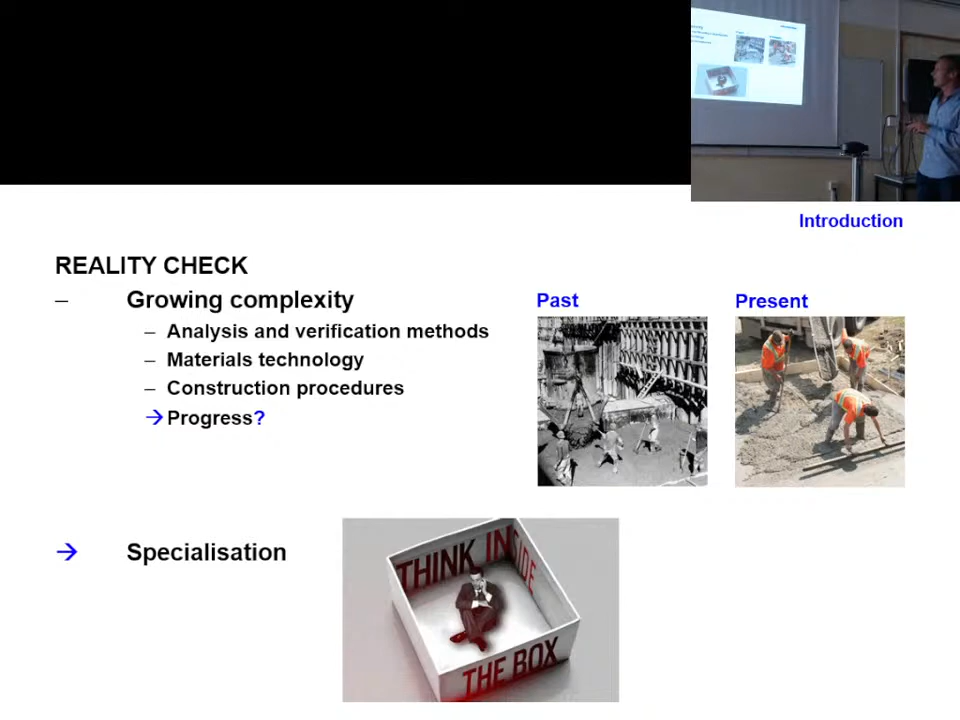 Introduction
REALITY CHECK
– Growing complexity
– Analysis and verification methods
– Materials technology
– Construction procedures
→ Progress?
Past
Present
→ Specialisation
THINK INSIDE
THE BOX